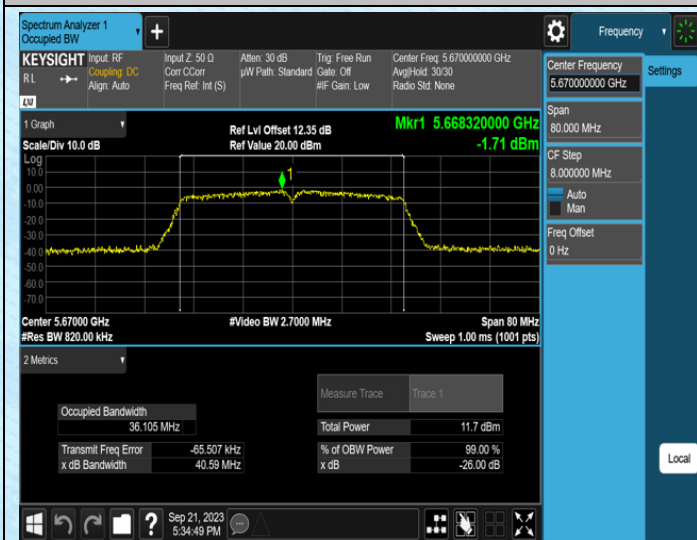 Spectrum Analyzer 1
Occupied BW
+
Frequency
KEYSIGHT
RL
LXI
Input: RF
Coupling: DC
Align: Auto
Input Z: 50 Ω
Corr CCorr
Freq Ref: Int (S)
Atten: 30 dB
µW Path: Standard
Trig: Free Run
Gate: Off
#IF Gain: Low
Center Freq: 5.670000000 GHz
Avg|Hold: 30/30
Radio Std: None
Center Frequency
5.670000000 GHz
Settings
Span
80.000 MHz
CF Step
8.000000 MHz
Auto
Man
Freq Offset
0 Hz
Local
1 Graph
Scale/Div 10.0 dB
Ref Lvl Offset 12.35 dB
Ref Value 20.00 dBm
Mkr1 5.668320000 GHz
-1.71 dBm
Log
10.0
0.00
-10.0
-20.0
-30.0
-40.0
-50.0
-60.0
-70.0
1
Center 5.67000 GHz
#Res BW 820.00 kHz
#Video BW 2.7000 MHz
Span 80 MHz
Sweep 1.00 ms (1001 pts)
2 Metrics
Measure Trace
Trace 1
Occupied Bandwidth
36.105 MHz
Total Power
11.7 dBm
Transmit Freq Error
-65.507 kHz
% of OBW Power
99.00 %
x dB Bandwidth
40.59 MHz
x dB
-26.00 dB
?
Sep 21, 2023
5:34:49 PM